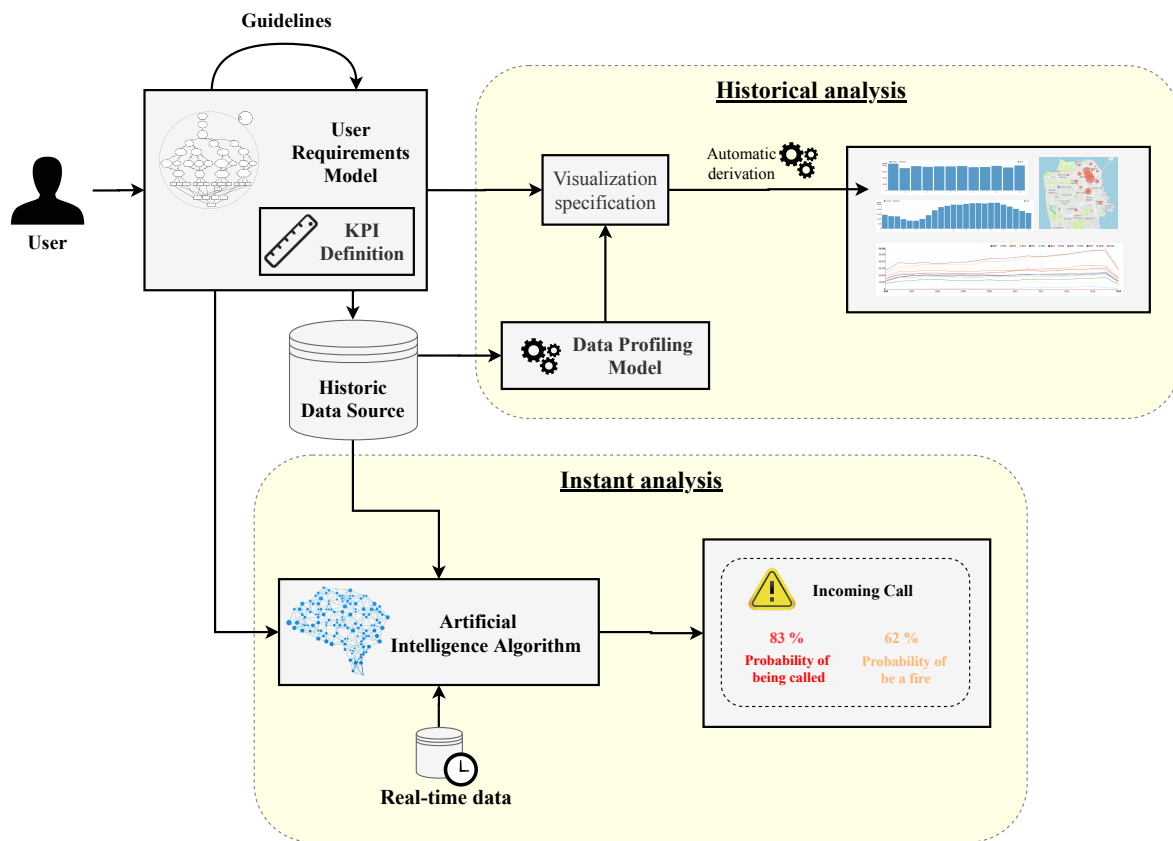 Guidelines
User
Requirements
Model
KPI
Definition
User
Historical analysis
Automatic
derivation
Visualization
specification
Data Profiling
Model
Historic
Data Source
Instant analysis
Artificial
Intelligence Algorithm
Incoming Call
83 %
Probability of
being called
62 %
Probability of
be a fire
Real-time data